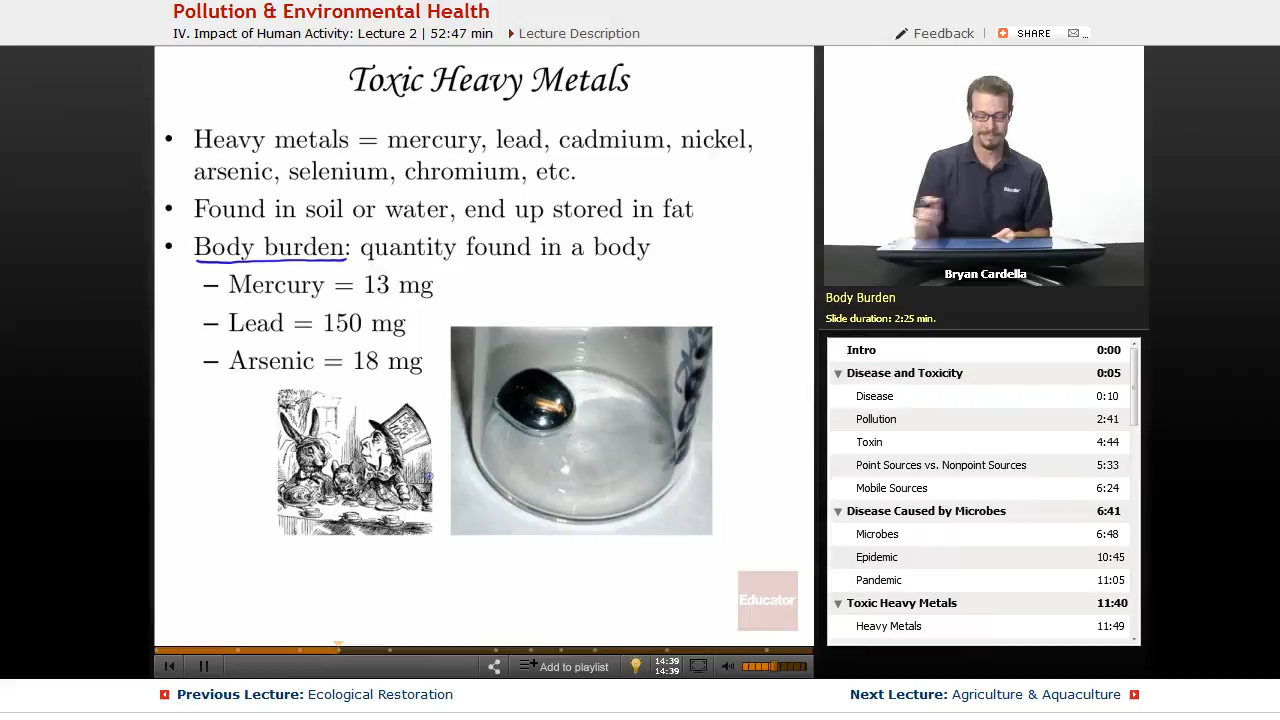 Pollution & Environmental Health
IV. Impact of Human Activity: Lecture 2 | 52:47 min
Lecture Description
Feedback
SHARE
Toxic Heavy Metals
• Heavy metals = mercury, lead, cadmium, nickel,
arsenic, selenium, chromium, etc.
• Found in soil or water, end up stored in fat
• Body burden: quantity found in a body
– Mercury = 13 mg
– Lead = 150 mg
– Arsenic = 18 mg
Educator
Bryan Cardella
Body Burden
Slide duration: 2:25 min.
Intro 0:00
Disease and Toxicity 0:05
Disease 0:10
Pollution 2:41
Toxin 4:44
Point Sources vs. Nonpoint Sources 5:33
Mobile Sources 6:24
Disease Caused by Microbes 6:41
Microbes 6:48
Epidemic 10:45
Pandemic 11:05
Toxic Heavy Metals 11:40
Heavy Metals 11:49
Add to playlist
14:39
14:39
Previous Lecture: Ecological Restoration
Next Lecture: Agriculture & Aquaculture